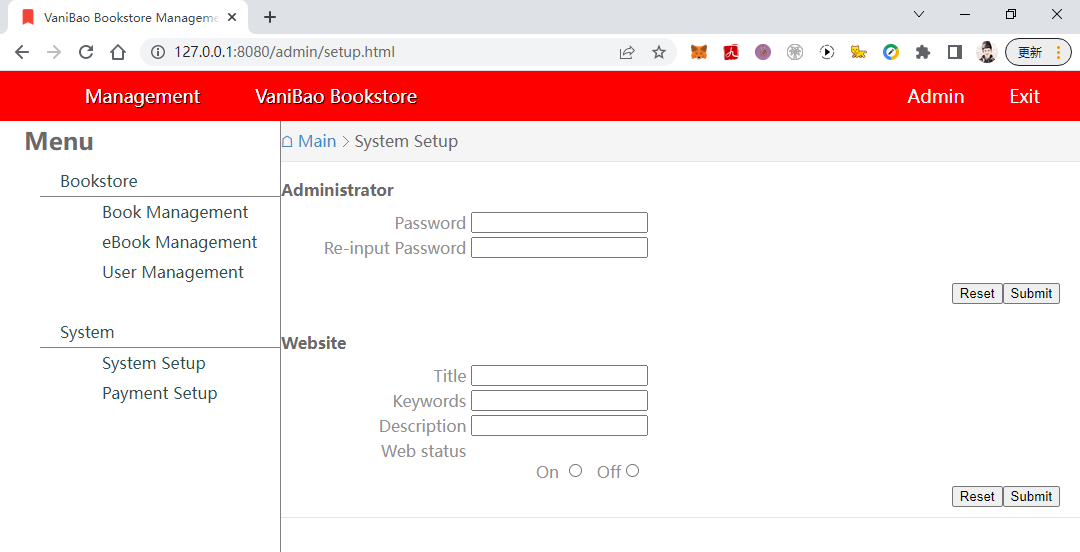 VaniBao Bookstore Manageme
127.0.0.1:8080/admin/setup.html
更新
Management VaniBao Bookstore Admin Exit
Menu
Bookstore
Book Management
eBook Management
User Management
System
System Setup
Payment Setup
Main > System Setup
Administrator
Password
Re-input Password
Reset Submit
Website
Title
Keywords
Description
Web status
On Off
Reset Submit